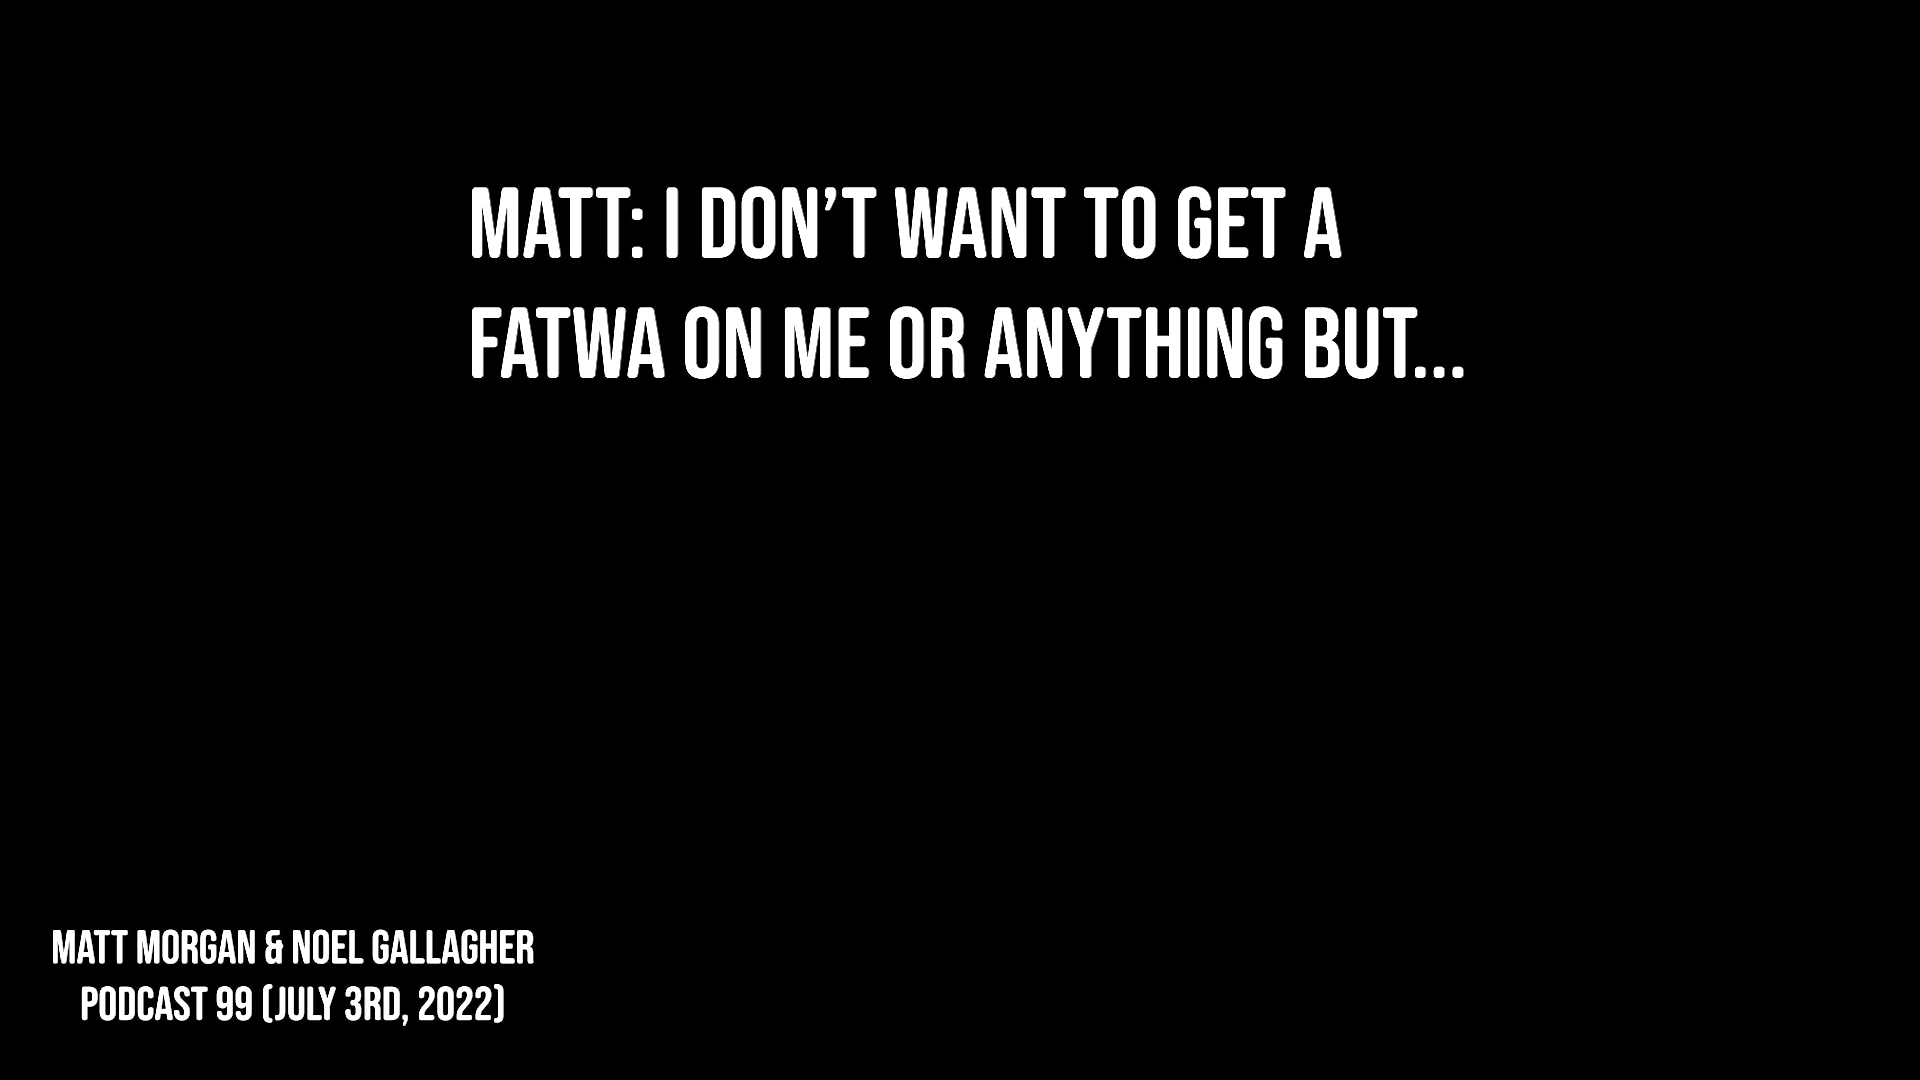 MATT: I DON’T WANT TO GET A
FATWA ON ME OR ANYTHING BUT...
MATT MORGAN & NOEL GALLAGHER
PODCAST 99 (JULY 3RD, 2022)